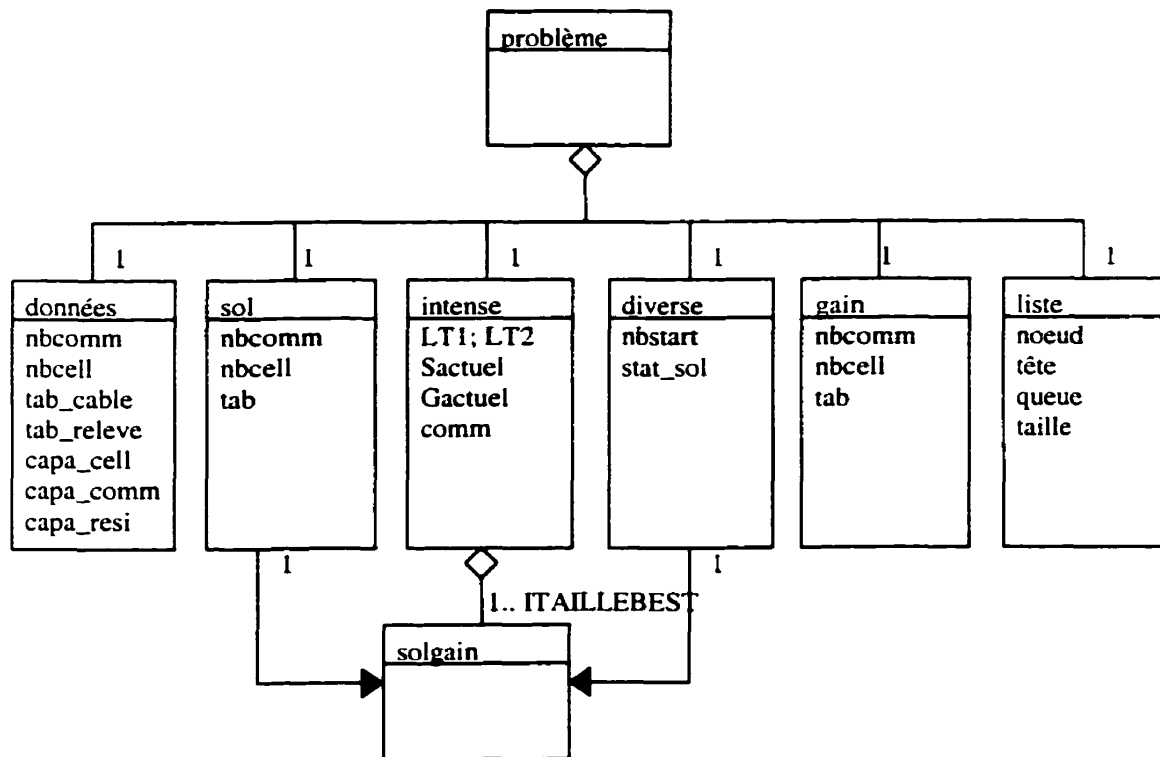 problème
1
1
1
1
1
1
données
nbcomm
nbcell
tab_cable
tab_releve
capa_cell
capa_comm
capa_resi
sol
nbcomm
nbcell
tab
intense
LT1; LT2
Sactuel
Gactuel
comm
diverse
nbstart
stat_sol
gain
nbcomm
nbcell
tab
liste
noeud
tête
queue
taille
1
1.. ITAILLEBEST
1
solgain